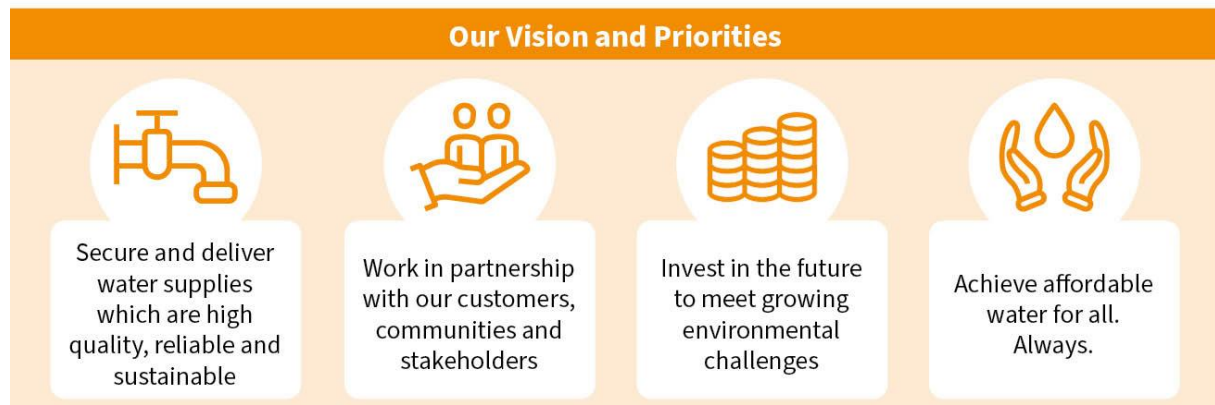 Our Vision and Priorities
Secure and deliver
water supplies
which are high
quality, reliable and
sustainable
Work in partnership
with our customers,
communities and
stakeholders
Invest in the future
to meet growing
environmental
challenges
Achieve affordable
water for all.
Always.